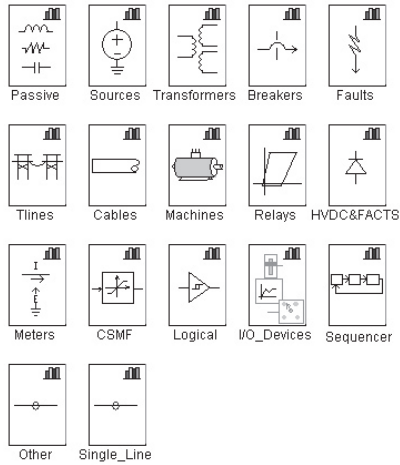 Passive Sources Transformers Breakers Faults
Tlines Cables Machines Relays HVDC&FACTS
I
E
Meters CSMF Logical I/O_Devices Sequencer
Other Single_Line